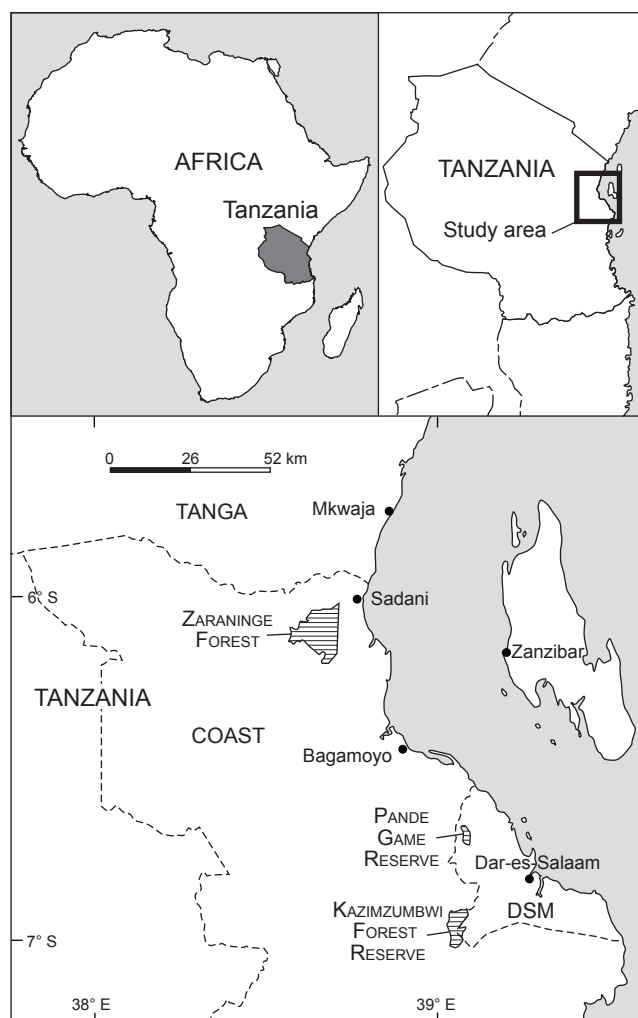 AFRICA
Tanzania
TANZANIA
Study area
0 26 52 km
TANGA
Mkwaja
6° S
Sadani
ZARANINGE
FOREST
Zanzibar
TANZANIA
COAST
Bagamoyo
PANDE
GAME
RESERVE
Dar-es-Salaam
KAZIMZUMBWI
FOREST
RESERVE
DSM
7° S
38° E
39° E